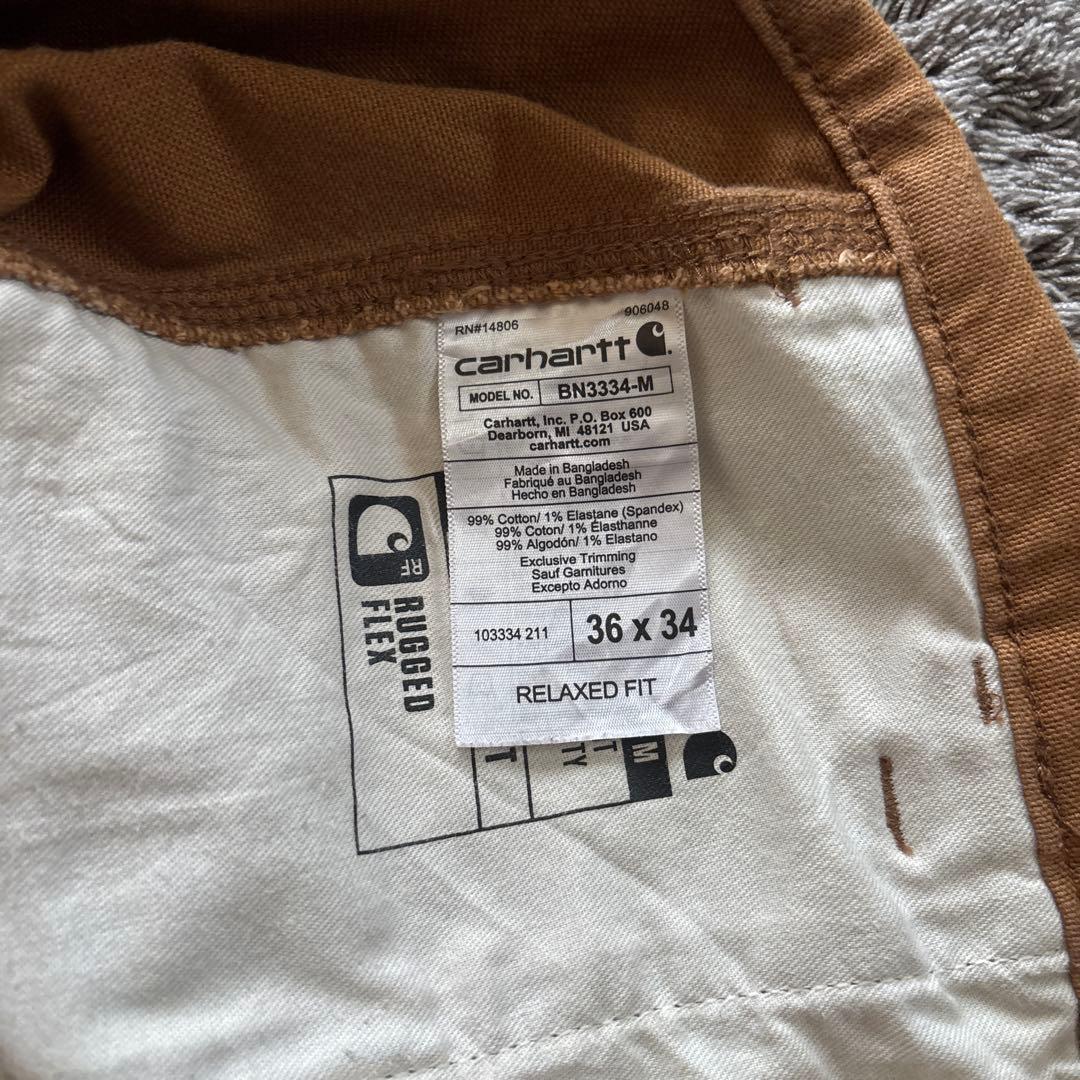 RN#14806 906048
carhartt
MODEL NO. BN3334-M
Carhartt, Inc. P.O. Box 600
Dearborn, MI 48121 USA
carhartt.com
Made in Bangladesh
Fabriqué au Bangladesh
Hecho en Bangladesh
99% Cotton/ 1% Elastane (Spandex)
99% Coton/ 1% Élasthanne
99% Algodón/ 1% Elastano
Exclusive Trimming
Sauf Garnitures
Excepto Adorno
103334 211 36 x 34
RELAXED FIT
RF
RUGGED
FLEX
T
T
TY
M